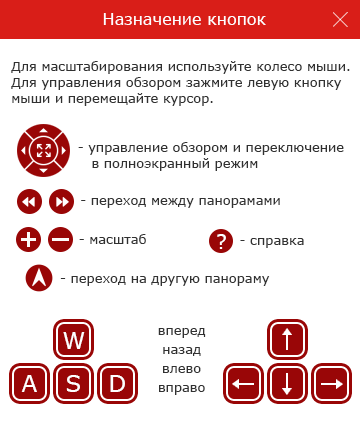 Назначение кнопок
Для масштабирования используйте колесо мыши.
Для управления обзором зажмите левую кнопку
мыши и перемещайте курсор.
- управление обзором и переключение
в полноэкранный режим
- переход между панорамами
- масштаб
? - справка
- переход на другую панораму
W
A S D
вперед
назад
влево
вправо
↑
← ↓ →